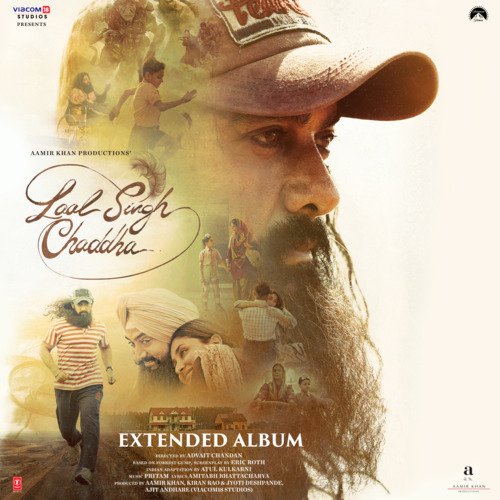 VIACOM18
STUDIOS
PRESENTS
AAMIR KHAN PRODUCTIONS'
Laal Singh
Chaddha
EXTENDED ALBUM
DIRECTED BY ADVAIT CHANDAN
BASED ON FORREST GUMP, SCREENPLAY BY ERIC ROTH
INDIAN ADAPTATION BY ATUL KULKARNI
MUSIC PRITAM LYRICS AMITABH BHATTACHARYA
PRODUCED BY AAMIR KHAN, KIRAN RAO & JYOTI DESHPANDE,
AJIT ANDHARE (VIACOM18 STUDIOS)
a
AAMIR KHAN